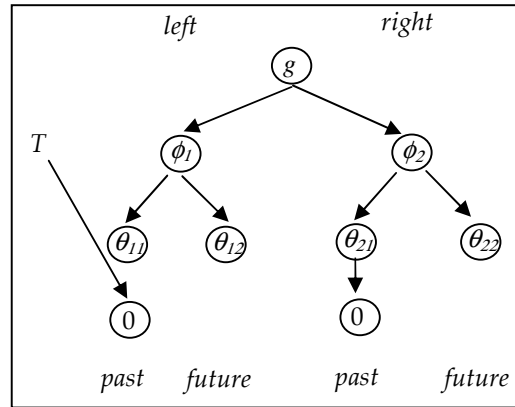 left right
g
T ϕ1 ϕ2
θ11 θ12 θ21 θ22
0 0
past future past future